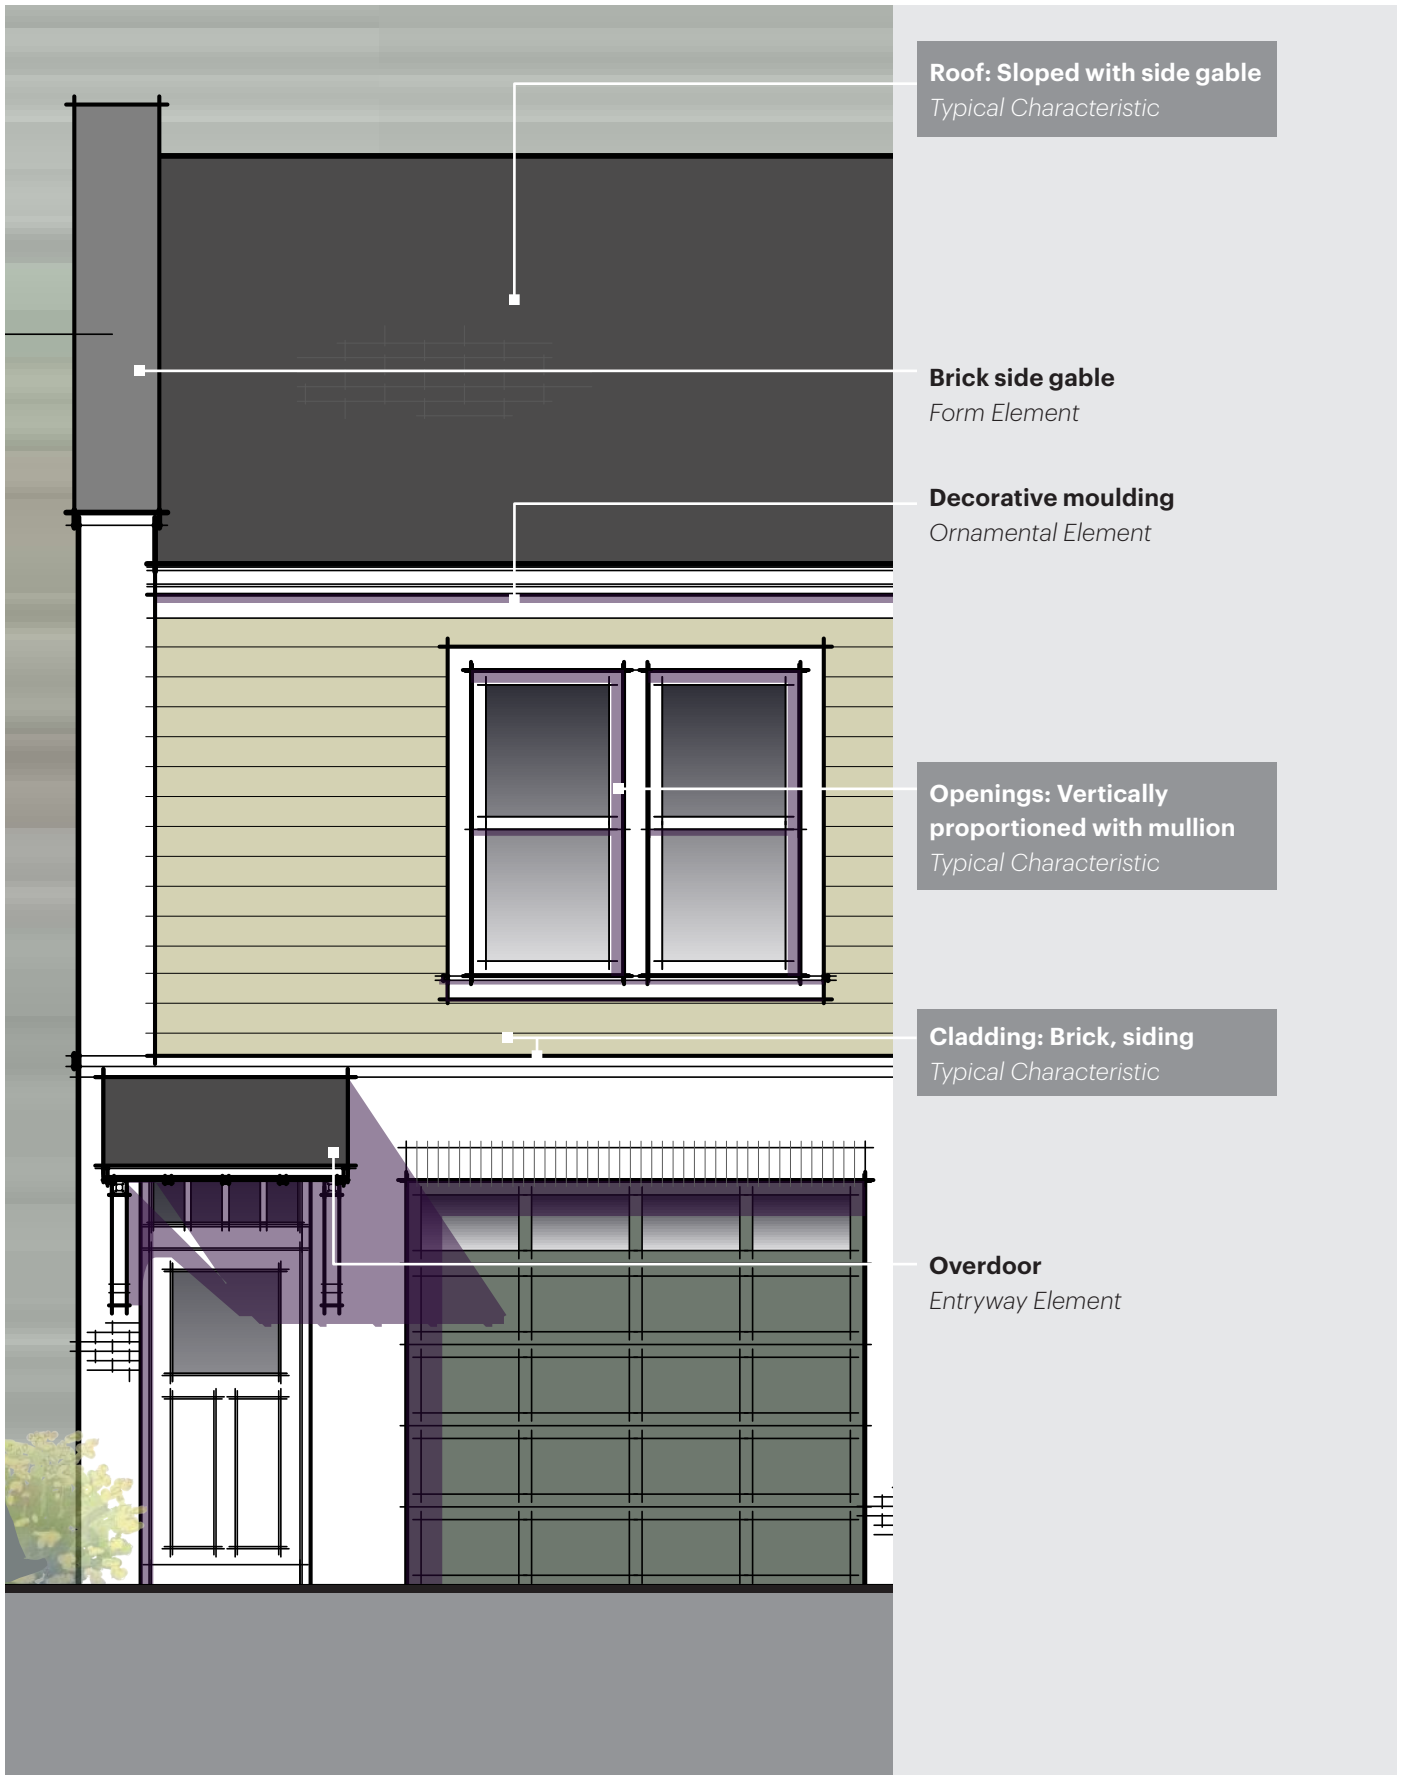 Roof: Sloped with side gable
Typical Characteristic
Brick side gable
Form Element
Decorative moulding
Ornamental Element
Openings: Vertically
proportioned with mullion
Typical Characteristic
Cladding: Brick, siding
Typical Characteristic
Overdoor
Entryway Element